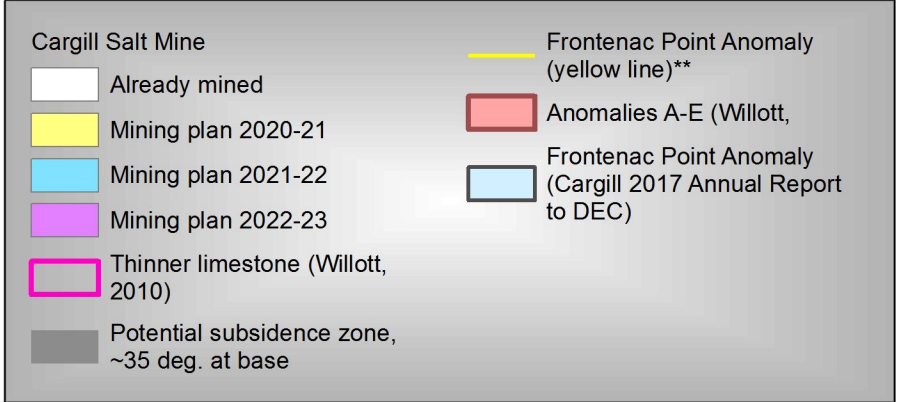 Cargill Salt Mine
Already mined
Mining plan 2020-21
Mining plan 2021-22
Mining plan 2022-23
Thinner limestone (Willott,
2010)
Potential subsidence zone,
~35 deg. at base
Frontenac Point Anomaly
(yellow line)**
Anomalies A-E (Willott,
Frontenac Point Anomaly
(Cargill 2017 Annual Report
to DEC)